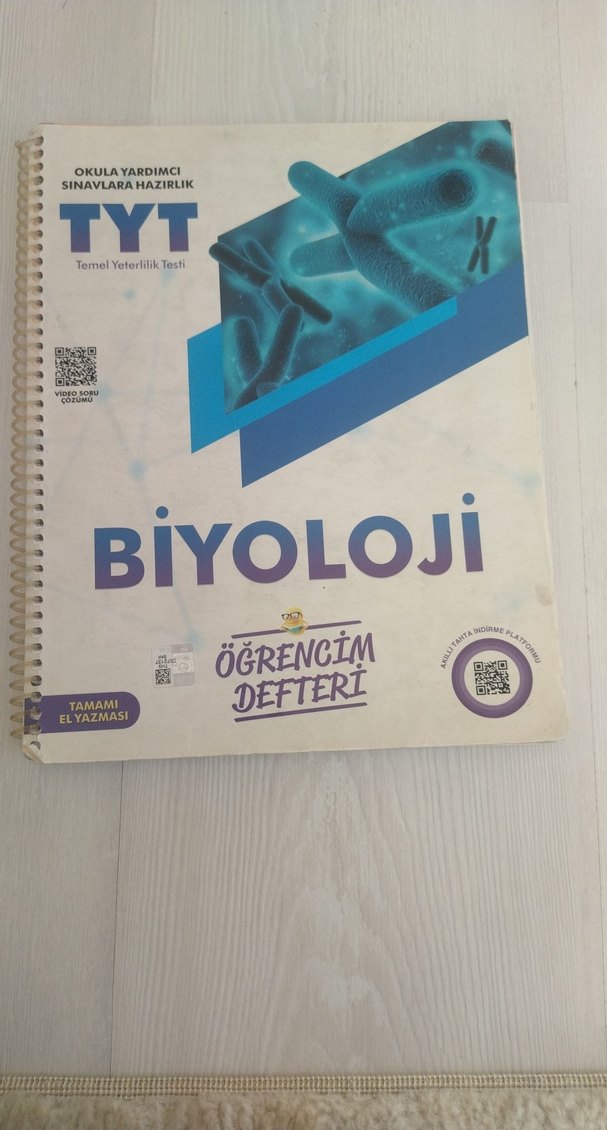 OKULA YARDIMCI
SINAVLARA HAZIRLIK
TYT
Temel Yeterlilik Testi
VİDEO SORU
ÇÖZÜMÜ
BİYOLOJİ
ÖĞRENCİM
DEFTERİ
AKILLI TAHTA İNDİRME PLATFORMU
TAMAMI
EL YAZMASI